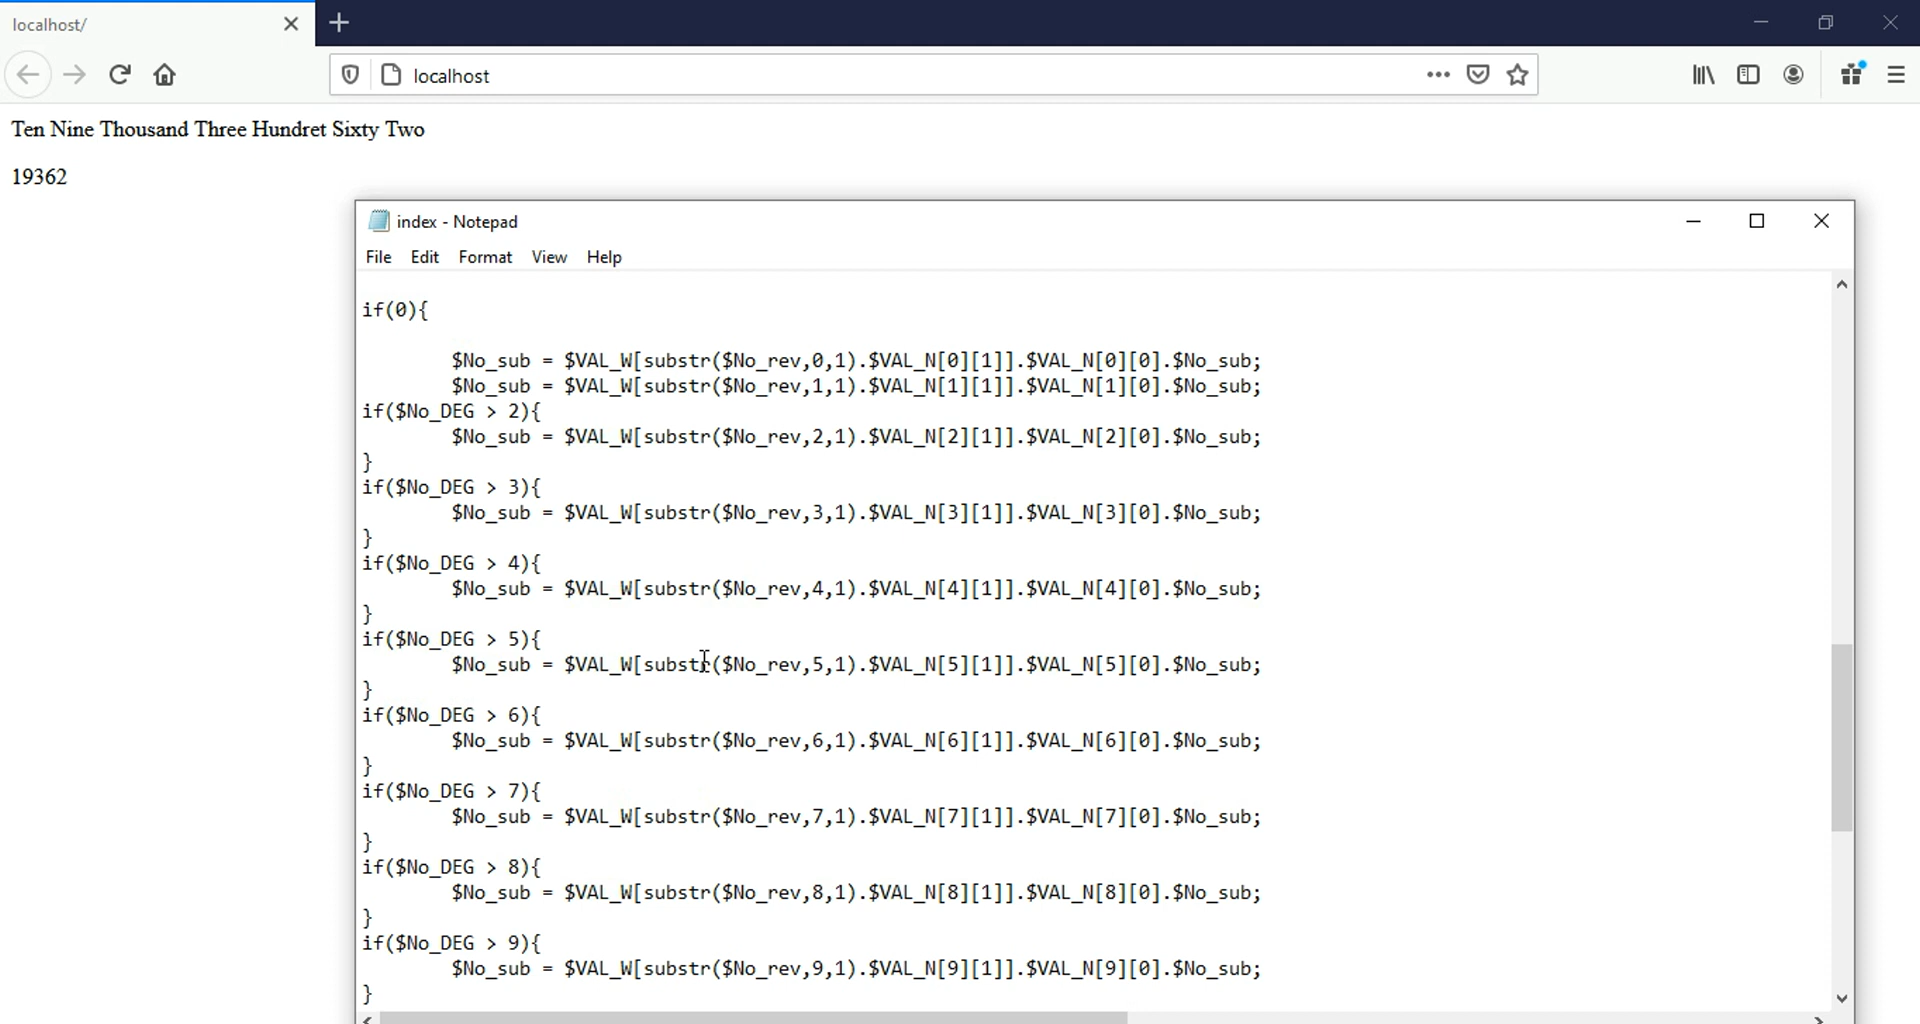 localhost/
localhost
Ten Nine Thousand Three Hundret Sixty Two
19362
index - Notepad
File Edit Format View Help
if(0){
$No_sub = $VAL_W[substr($No_rev,0,1).$VAL_N[0][1]].$VAL_N[0][0].$No_sub;
$No_sub = $VAL_W[substr($No_rev,1,1).$VAL_N[1][1]].$VAL_N[1][0].$No_sub;
if($No_DEG > 2){
$No_sub = $VAL_W[substr($No_rev,2,1).$VAL_N[2][1]].$VAL_N[2][0].$No_sub;
}
if($No_DEG > 3){
$No_sub = $VAL_W[substr($No_rev,3,1).$VAL_N[3][1]].$VAL_N[3][0].$No_sub;
}
if($No_DEG > 4){
$No_sub = $VAL_W[substr($No_rev,4,1).$VAL_N[4][1]].$VAL_N[4][0].$No_sub;
}
if($No_DEG > 5){
$No_sub = $VAL_W[substr($No_rev,5,1).$VAL_N[5][1]].$VAL_N[5][0].$No_sub;
}
if($No_DEG > 6){
$No_sub = $VAL_W[substr($No_rev,6,1).$VAL_N[6][1]].$VAL_N[6][0].$No_sub;
}
if($No_DEG > 7){
$No_sub = $VAL_W[substr($No_rev,7,1).$VAL_N[7][1]].$VAL_N[7][0].$No_sub;
}
if($No_DEG > 8){
$No_sub = $VAL_W[substr($No_rev,8,1).$VAL_N[8][1]].$VAL_N[8][0].$No_sub;
}
if($No_DEG > 9){
$No_sub = $VAL_W[substr($No_rev,9,1).$VAL_N[9][1]].$VAL_N[9][0].$No_sub;
}